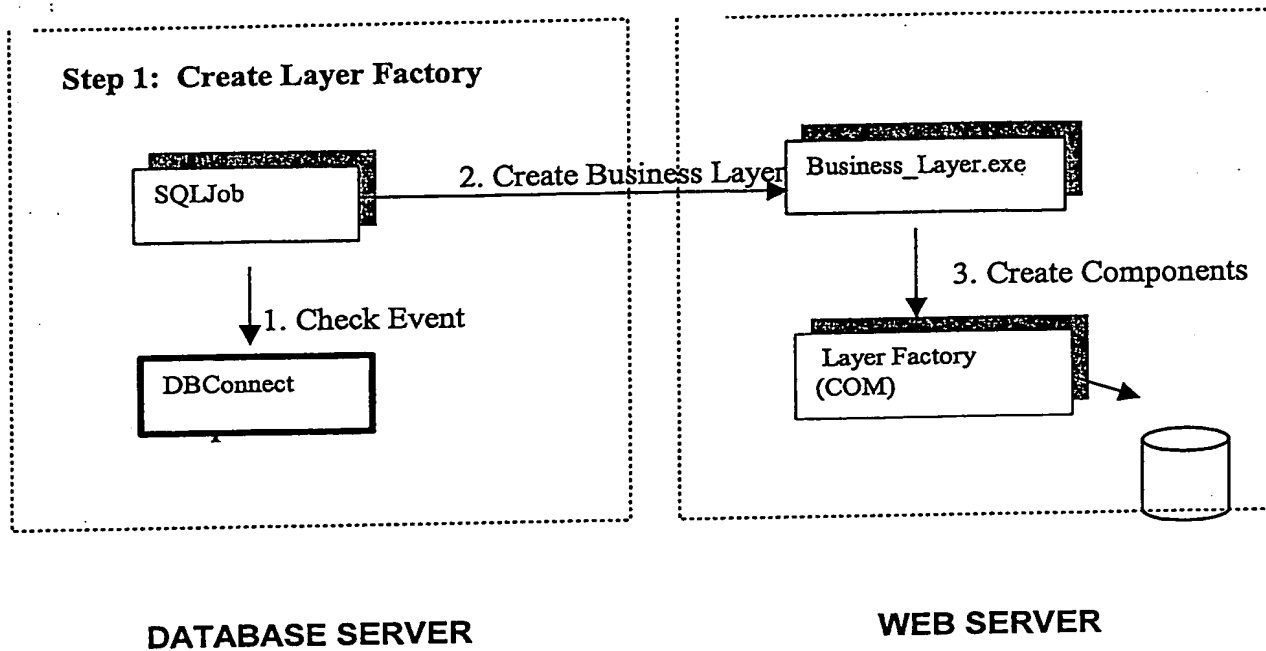 Step 1: Create Layer Factory
SQLJob
2. Create Business Layer
Business_Layer.exe
1. Check Event
3. Create Components
DBConnect
Layer Factory
(COM)
DATABASE SERVER
WEB SERVER